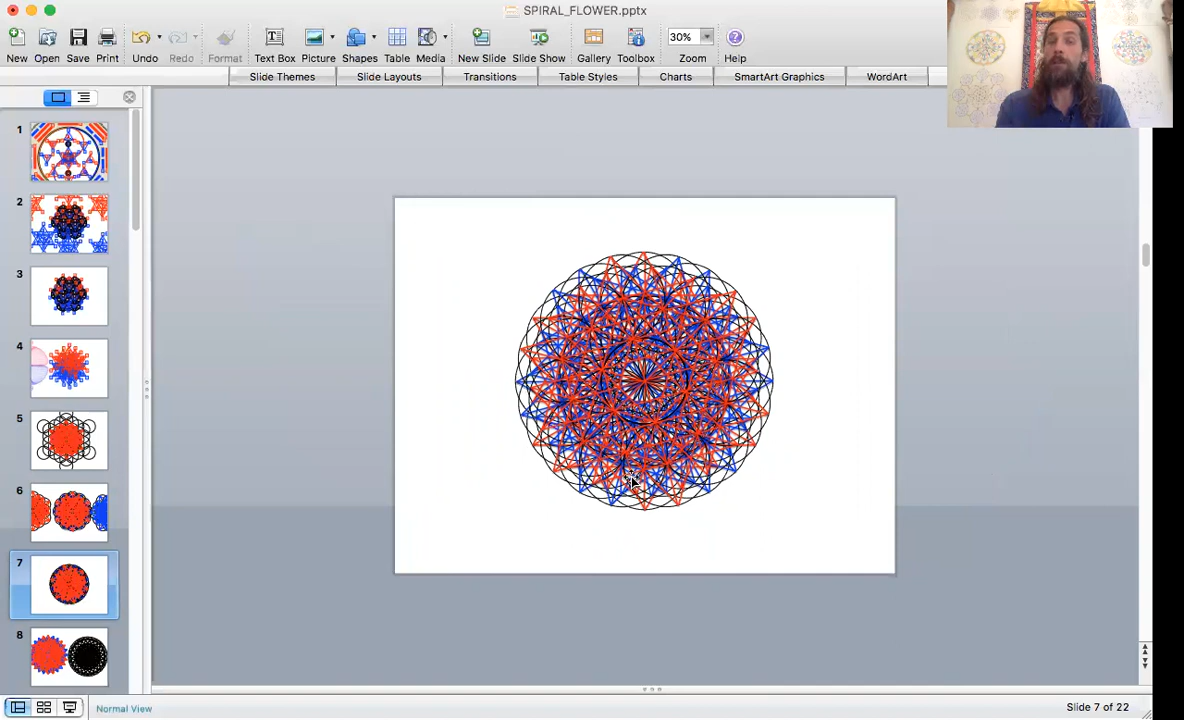 SPIRAL_FLOWER.pptx
New Open Save Print Undo Redo Format Text Box Picture Shapes Table Media New Slide Slide Show Gallery Toolbox 30% Zoom ? Help
Slide Themes Slide Layouts Transitions Table Styles Charts SmartArt Graphics WordArt
1
2
3
4
5
6
7
8
Normal View Slide 7 of 22